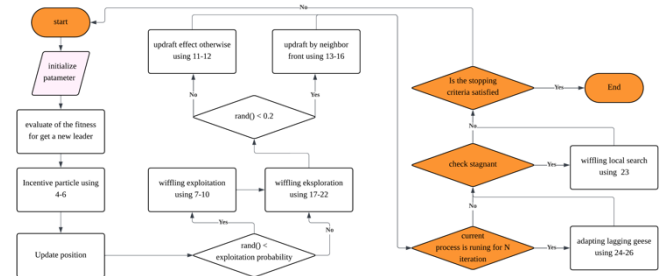 No
start
initialize
patameter
evaluate of the fitness
for get a new leader
Incentive particle using
4-6
Update position
updraft effect otherwise
using 11-12
updraft by neighbor
front using 13-16
No
Yes
rand() < 0.2
wiffling exploitation
using 7-10
wiffling eksploration
using 17-22
Yes
No
rand() <
exploitation probability
Is the stopping
criteria satisfied
Yes
End
No
check stagnant
Yes
wiffling local search
using 23
No
current
process is runing for N
iteration
Yes
adapting lagging geese
using 24-26